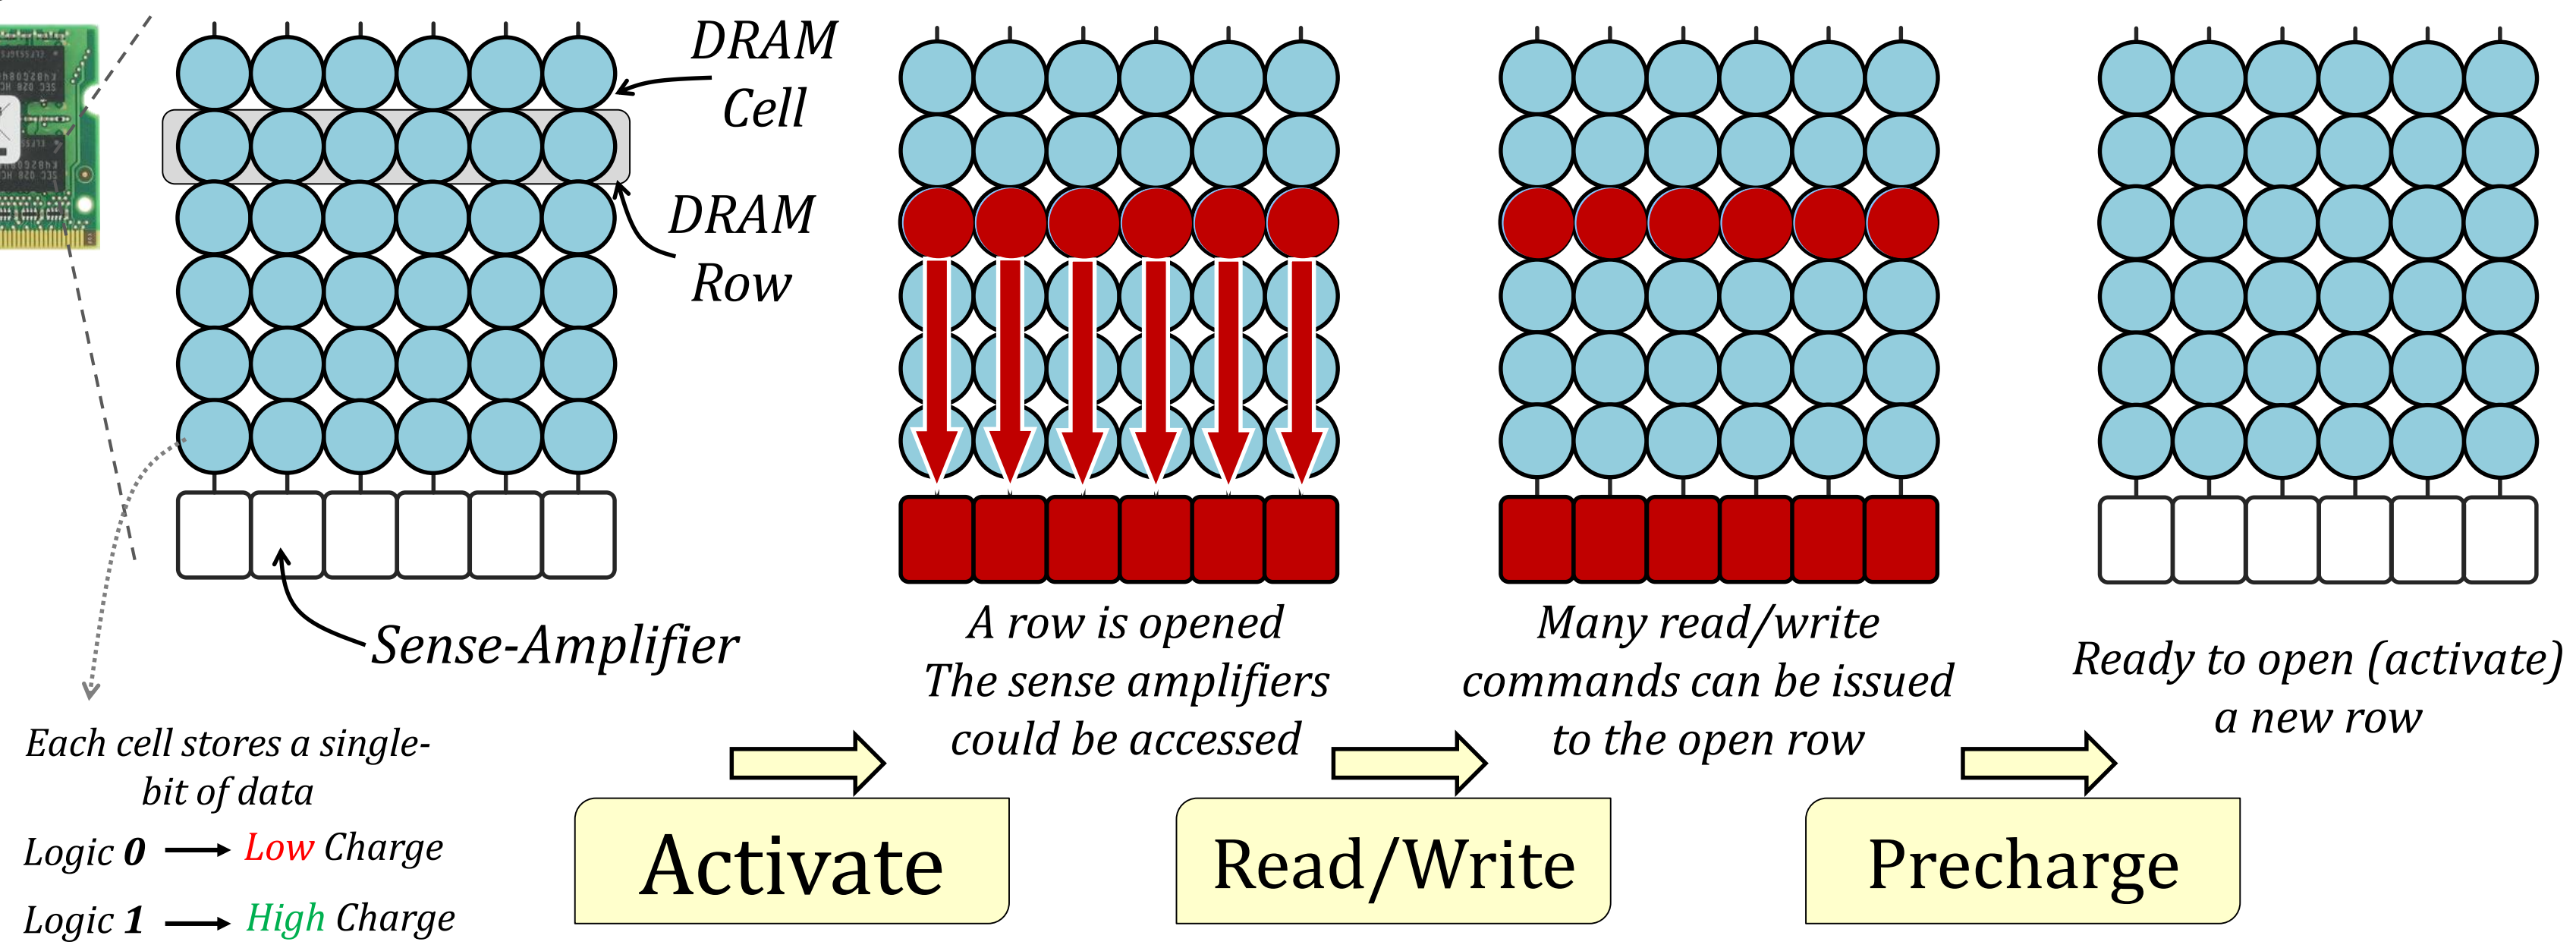 DRAM
Cell
DRAM
Row
Sense-Amplifier
Each cell stores a single-
bit of data
Logic 0
Low Charge
Logic 1
High Charge
Activate
A row is opened
The sense amplifiers
could be accessed
Read/Write
Many read/write
commands can be issued
to the open row
Precharge
Ready to open (activate)
a new row